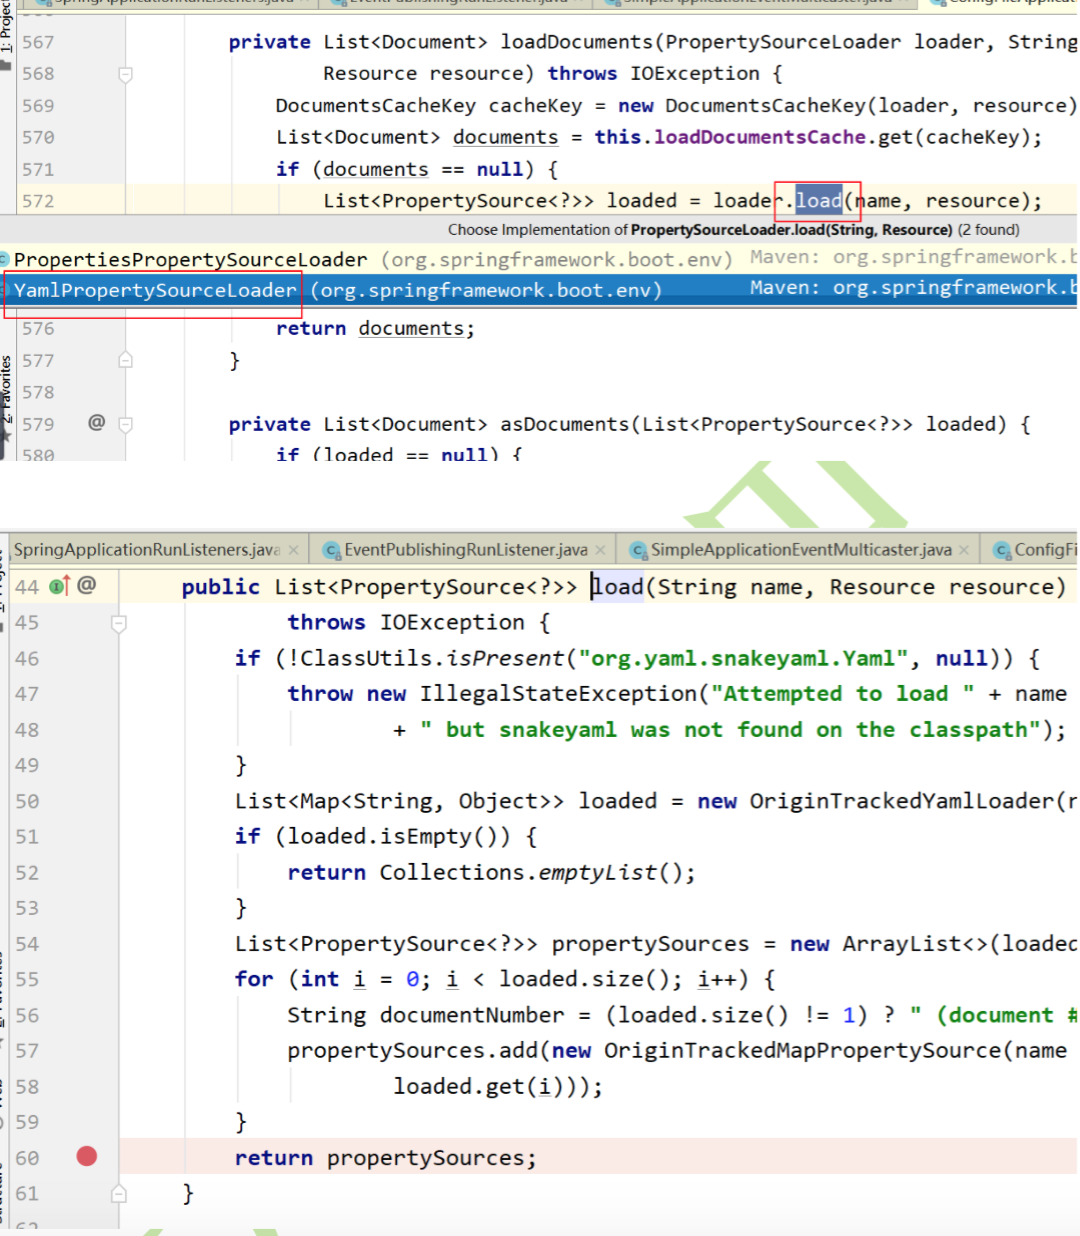 SpringApplicationRunListeners.java EventPublishingRunListener.java SimpleApplicationEventMulticaster.java
1: Project
567 private List<Document> loadDocuments(PropertySourceLoader loader, String
568 Resource resource) throws IOException {
569 DocumentsCacheKey cacheKey = new DocumentsCacheKey(loader, resource)
570 List<Document> documents = this.loadDocumentsCache.get(cacheKey);
571 if (documents == null) {
572 List<PropertySource<?>> loaded = loader.load(name, resource);
Choose Implementation of PropertySourceLoader.load(String, Resource) (2 found)
PropertiesPropertySourceLoader (org.springframework.boot.env) Maven: org.springframework.b
YamlPropertySourceLoader (org.springframework.boot.env) Maven: org.springframework.b
576 return documents;
577 }
578
2: Favorites
579 @ private List<Document> asDocuments(List<PropertySource<?>> loaded) {
580 if (loaded == null) {
SpringApplicationRunListeners.java EventPublishingRunListener.java SimpleApplicationEventMulticaster.java ConfigFi
44 @ public List<PropertySource<?>> load(String name, Resource resource)
45 throws IOException {
46 if (!ClassUtils.isPresent("org.yaml.snakeyaml.Yaml", null)) {
47 throw new IllegalStateException("Attempted to load " + name
48 + " but snakeyaml was not found on the classpath");
49 }
50 List<Map<String, Object>> loaded = new OriginTrackedYamlLoader(r
51 if (loaded.isEmpty()) {
52 return Collections.emptyList();
53 }
54 List<PropertySource<?>> propertySources = new ArrayList<>(loaded
55 for (int i = 0; i < loaded.size(); i++) {
56 String documentNumber = (loaded.size() != 1) ? " (document #
57 propertySources.add(new OriginTrackedMapPropertySource(name
58 loaded.get(i)));
59 }
60 return propertySources;
61 }